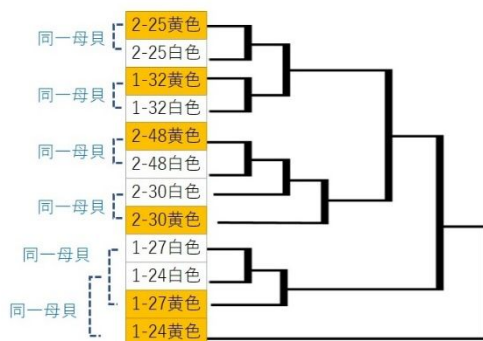 2-25黄色
同一母貝
2-25白色
1-32黄色
同一母貝
1-32白色
2-48黄色
同一母貝
2-48白色
2-30白色
同一母貝
2-30黄色
1-27白色
同一母貝
1-24白色
1-27黄色
同一母貝
1-24黄色